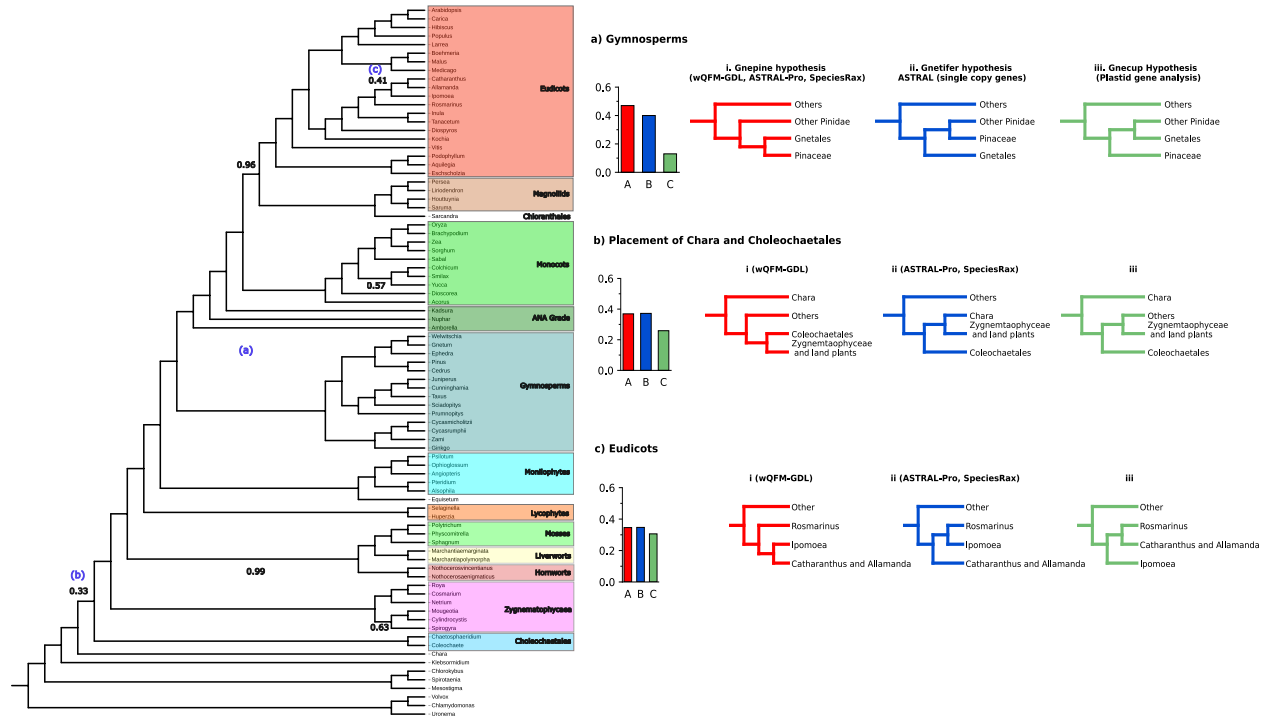 Arabidopsis
Carica
Hibiscus
Populus
Larrea
Boehmeria
Malus
(c)
Medicago
0.41
Catharanthus
Allamanda
Eudicots
Ipomoea
Rosmarinus
Inula
Tanacetum
Diospyros
Kochia
Vitis
Podophyllum
0.96
Aquilegia
Eschscholzia
Persea
Liriodendron
Magnoliids
Houttuynia
Saruma
Sarcandra
Chloranthales
Oryza
Brachypodium
Zea
Sorghum
Sabal
Monocots
Colchicum
Smilax
0.57
Yucca
Dioscorea
Acorus
Kadsura
Nuphar
ANA Grade
Amborella
Welwitschia
Gnetum
(a)
Ephedra
Pinus
Cedrus
Juniperus
Cunninghamia
Gymnosperms
Taxus
Sciadopitys
Prumnopitys
Cycasmicholitzii
Cycasrumphii
Zami
Ginkgo
Psilotum
Ophioglossum
Angiopteris
Monilophytes
Pteridium
Alsophila
Equisetum
Selaginella
Lycophytes
Huperzia
Polytrichum
Physcomitrella
Mosses
Sphagnum
Marchantiaemarginata
Liverworts
Marchantiapolymorpha
0.99
Nothocerosvincentianus
Hornworts
Nothocerosaenigmaticus
(b)
Roya
0.33
Cosmarium
Netrium
Zygnematophyceae
Mougeotia
Cylindrocystis
0.63
Spirogyra
Chaetosphaeridium
Choleochaetales
Coleochaete
Chara
Klebsormidium
Chlorokybus
Spirotaenia
Mesostigma
Volvox
Chlamydomonas
Uronema
a) Gymnosperms
i. Gnepine hypothesis
(wQFM-GDL, ASTRAL-Pro, SpeciesRax)
ii. Gnetifer hypothesis
ASTRAL (single copy genes)
iii. Gnecup Hypothesis
(Plastid gene analysis)
0.6
0.4
0.2
0.0
A B C
Others
Other Pinidae
Gnetales
Pinaceae
Others
Other Pinidae
Pinaceae
Gnetales
Others
Other Pinidae
Gnetales
Pinaceae
b) Placement of Chara and Choleochaetales
i (wQFM-GDL)
ii (ASTRAL-Pro, SpeciesRax)
iii
0.6
0.4
0.2
0.0
A B C
Chara
Others
Coleochaetales
Zygnemtaophyceae
and land plants
Others
Chara
Zygnemtaophyceae
and land plants
Coleochaetales
Chara
Others
Zygnemtaophyceae
and land plants
Coleochaetales
c) Eudicots
i (wQFM-GDL)
ii (ASTRAL-Pro, SpeciesRax)
iii
0.6
0.4
0.2
0.0
A B C
Other
Rosmarinus
Ipomoea
Catharanthus and Allamanda
Other
Rosmarinus
Ipomoea
Catharanthus and Allamanda
Other
Rosmarinus
Catharanthus and Allamanda
Ipomoea